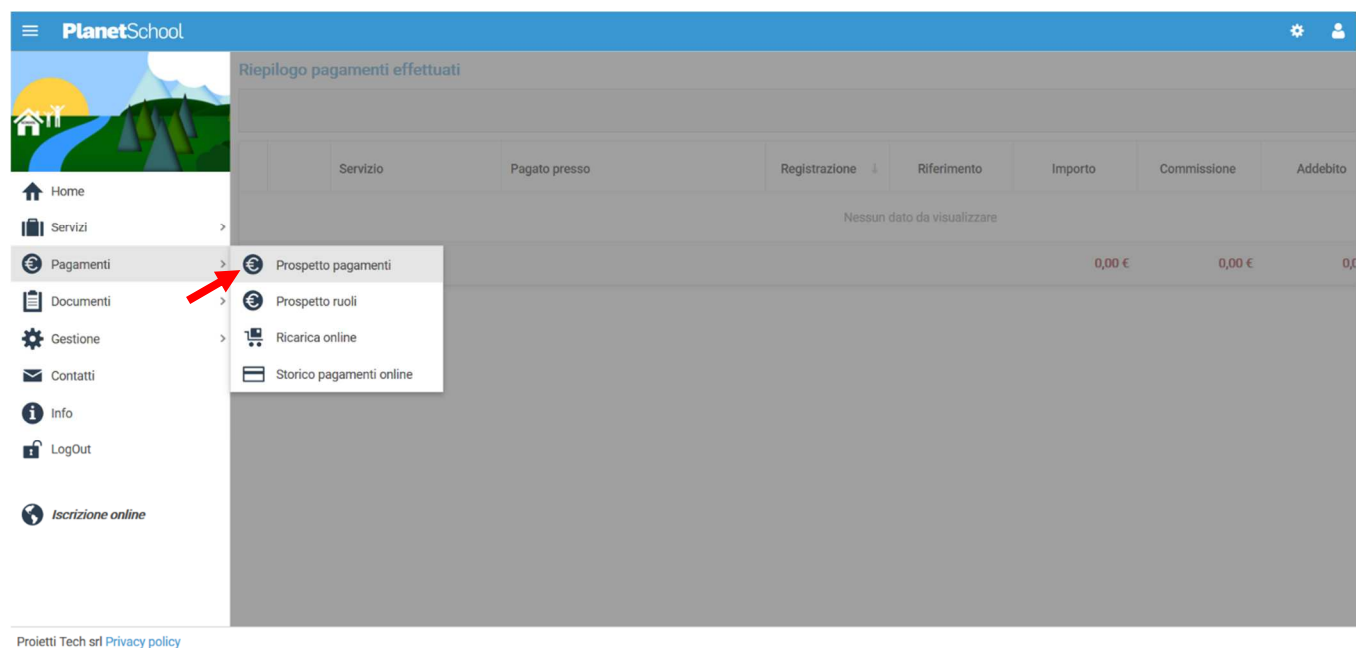 PlanetSchool
Riepilogo pagamenti effettuati
Servizio Pagato presso Registrazione Riferimento Importo Commissione Addebito
Nessun dato da visualizzare
0,00 € 0,00 €
Home
Servizi
Pagamenti
Documenti
Gestione
Contatti
Info
LogOut
Iscrizione online
Prospetto pagamenti
Prospetto ruoli
Ricarica online
Storico pagamenti online
Proietti Tech srl Privacy policy